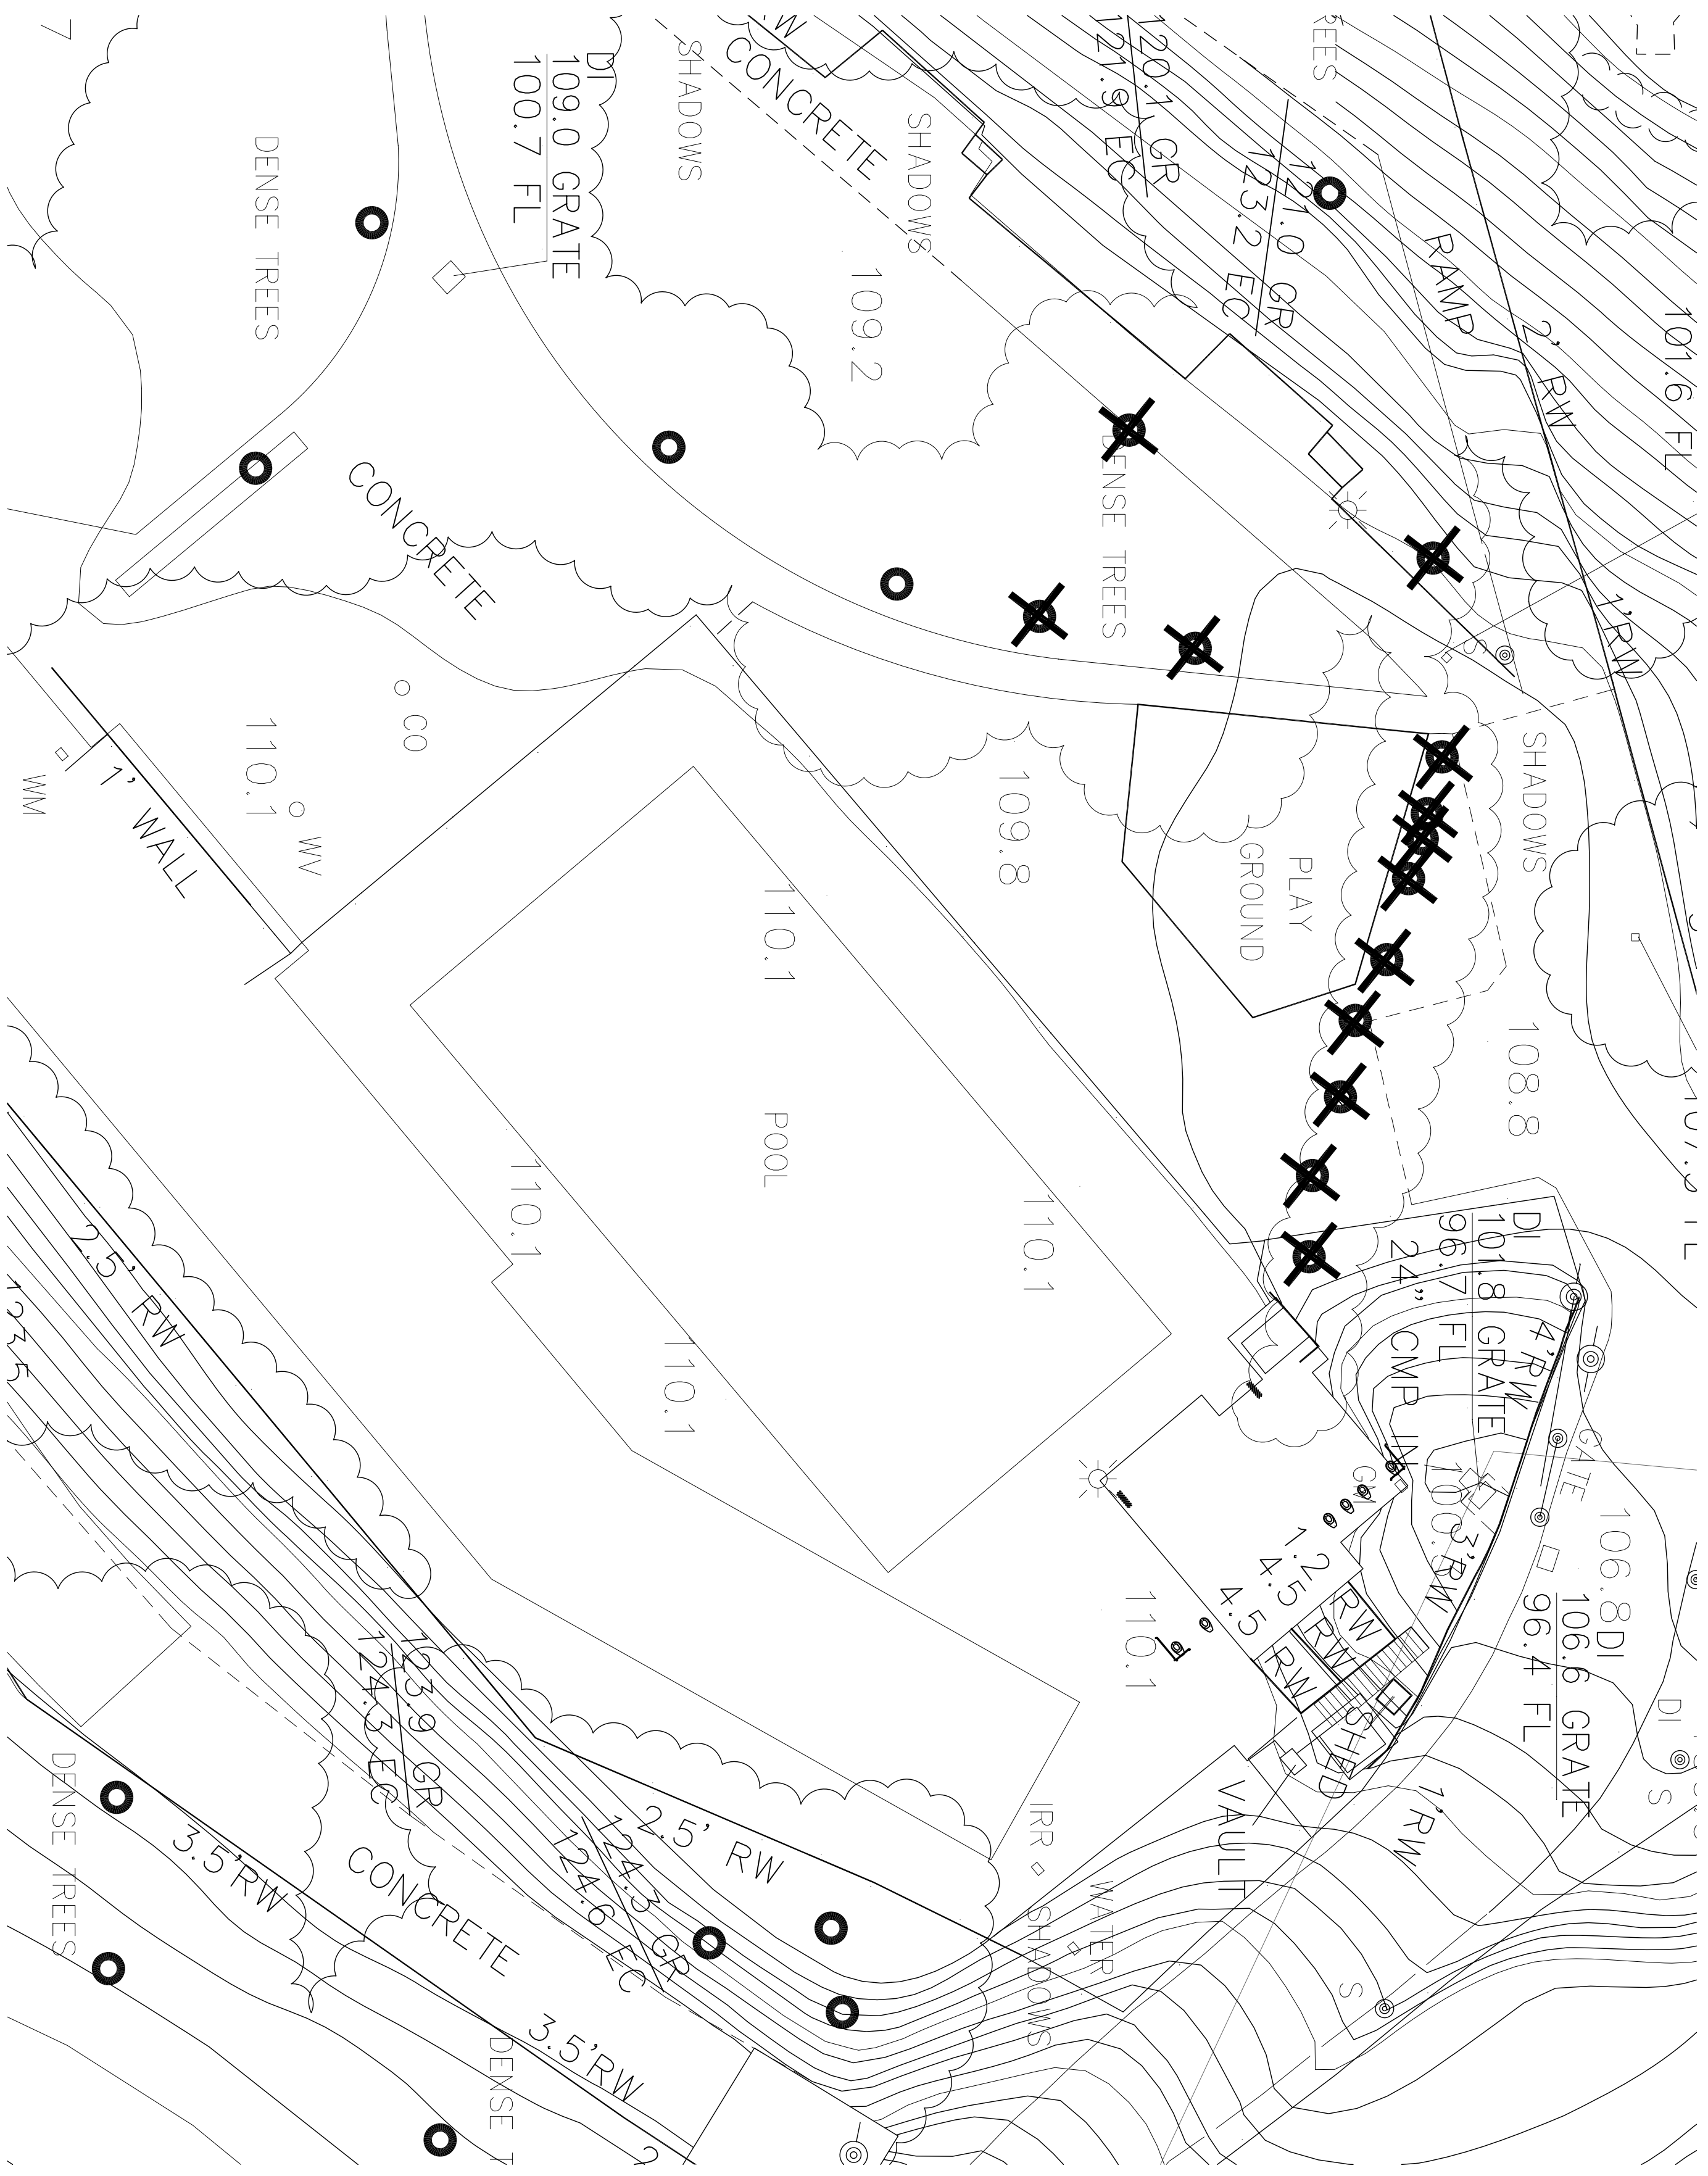 7
RW
CONCRETE
SHADOWS
SHADOWS
DI
109.0 GRATE
100.7 FL
DENSE TREES
109.2
120.1 GR
121.9 EC
127.0 GR
123.2 EC
TREES
RAMP
2' RW
101.6 FL
CONCRETE
DENSE TREES
1'RW
S
CO
110.1
WV
WM
1' WALL
109.8
PLAY
GROUND
SHADOWS
110.1
108.8
POOL
110.1
110.1
110.1
2.5' RW
DI
101.8 GRATE
96.7 FL
24" CMP IN
4'RW
GATE
3'RW
1.2
4.5
4.5
RW
RW
RW
SHED
110.1
106.8
DI
106.6 GRATE
96.4 FL
DI
S
1' RW
VAULT
IRR
WATER
SHADOWS
S
123.9 GR
124.3 EC
124.3 GR
124.6 EC
2.5' RW
DENSE TREES
3.5'RW
CONCRETE
3.5'RW
DENSE T
2